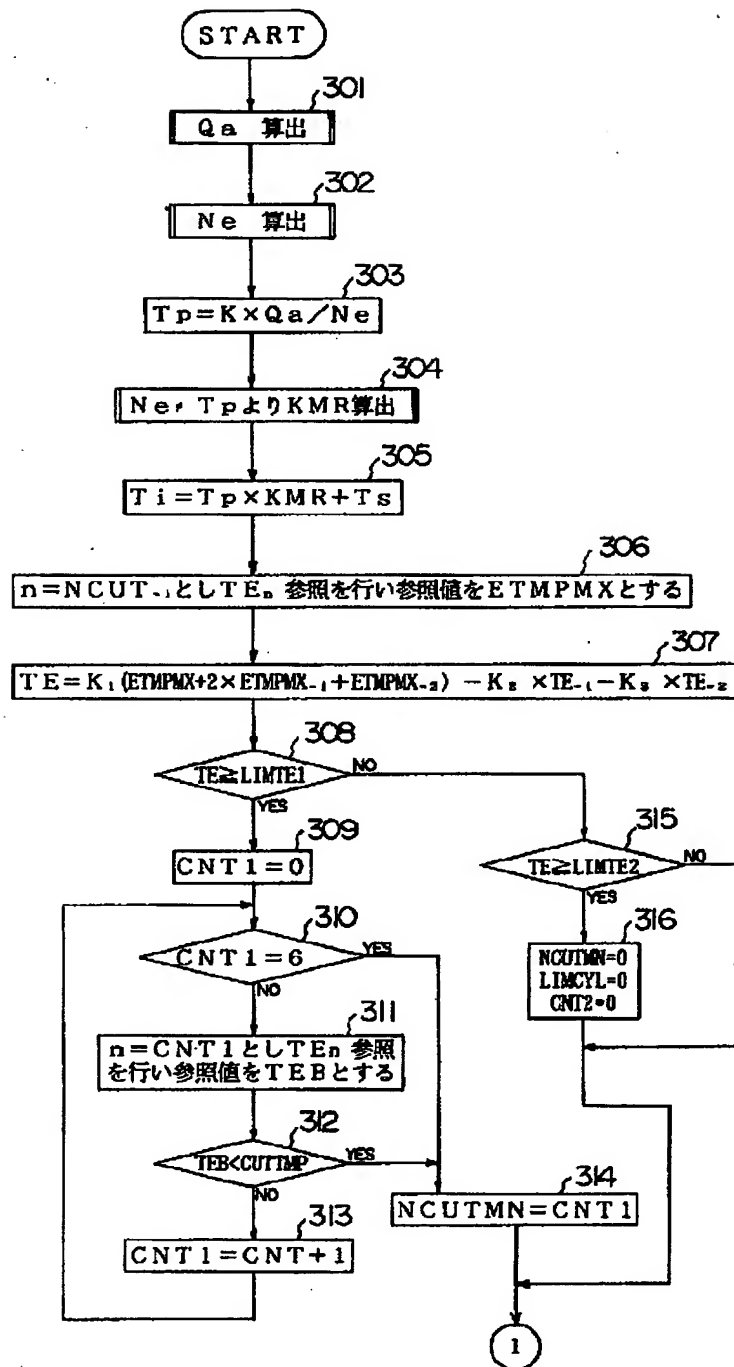 START
301
Qa 算出
302
Ne 算出
303
Tp=K×Qa/Ne
304
Ne, TpよりKMR算出
305
Ti=Tp×KMR+Ts
306
n=NCUT₋₁としTEn 参照を行い参照値をETMPMXとする
307
TE=K₁(ETMPMX+2×ETMPMX₋₁+ETMPMX₋₂) −K₂×TE₋₁−K₃×TE₋₂
308
TE≧LIMTE1
NO
YES
309
CNT1=0
310
CNT1=6
YES
NO
311
n=CNT1としTEn 参照
を行い参照値をTEBとする
312
TEB<CUTTMP
YES
NO
313
CNT1=CNT+1
314
NCUTMN=CNT1
315
TE≧LIMTE2
NO
YES
316
NCUTMN=0
LIMCYL=0
CNT2=0
1